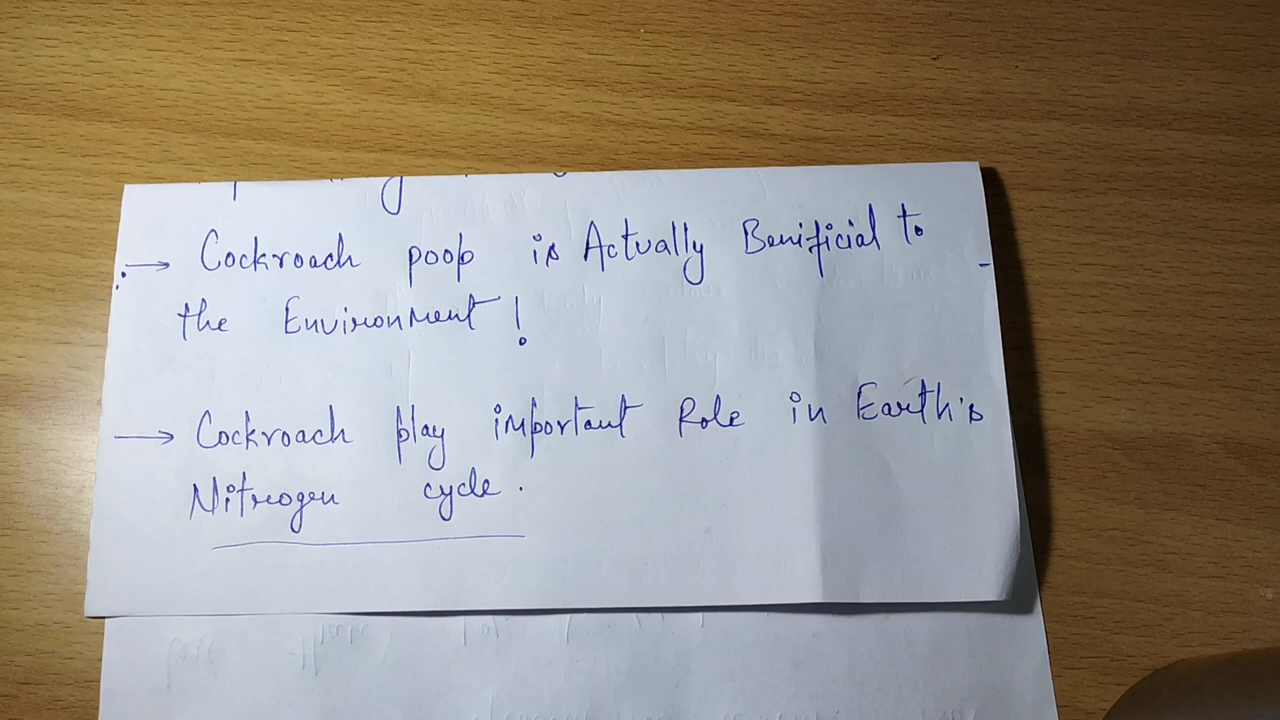 → Cockroach poop is Actually Benificial to
the Environment!
→ Cockroach play important Role in Earth's
Nitrogen cycle.